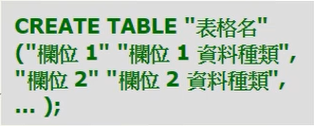 CREATE TABLE "表格名"
("欄位 1" "欄位 1 資料種類",
"欄位 2" "欄位 2 資料種類",
... );